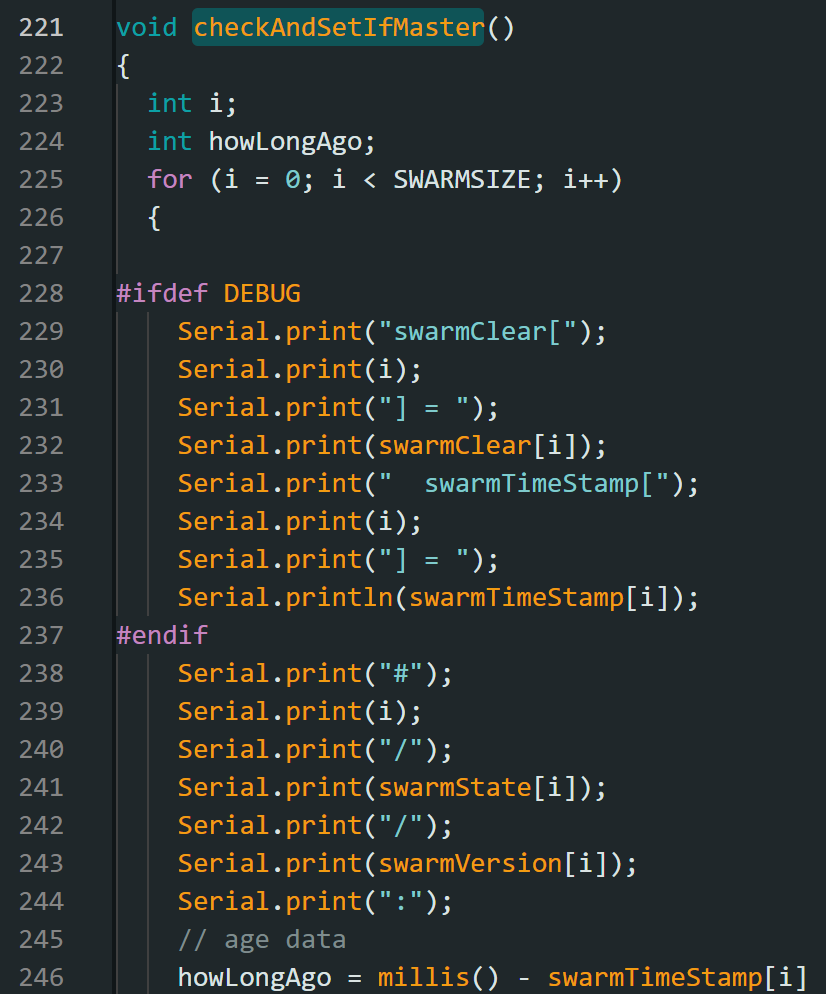 221 void checkAndSetIfMaster()
222 {
223   int i;
224   int howLongAgo;
225   for (i = 0; i < SWARMSIZE; i++)
226   {
227
228 #ifdef DEBUG
229     Serial.print("swarmClear[");
230     Serial.print(i);
231     Serial.print("] = ");
232     Serial.print(swarmClear[i]);
233     Serial.print("  swarmTimeStamp[");
234     Serial.print(i);
235     Serial.print("] = ");
236     Serial.println(swarmTimeStamp[i]);
237 #endif
238     Serial.print("#");
239     Serial.print(i);
240     Serial.print("/");
241     Serial.print(swarmState[i]);
242     Serial.print("/");
243     Serial.print(swarmVersion[i]);
244     Serial.print(":");
245     // age data
246     howLongAgo = millis() - swarmTimeStamp[i]